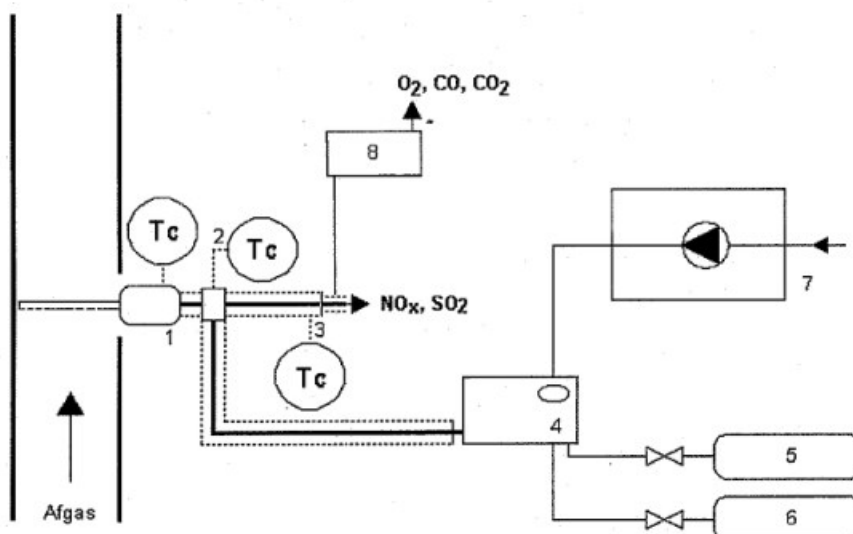 O₂, CO, CO₂
8
Tc
2
Tc
7
NOₓ, SO₂
1
3
Tc
4
5
6
Afgas